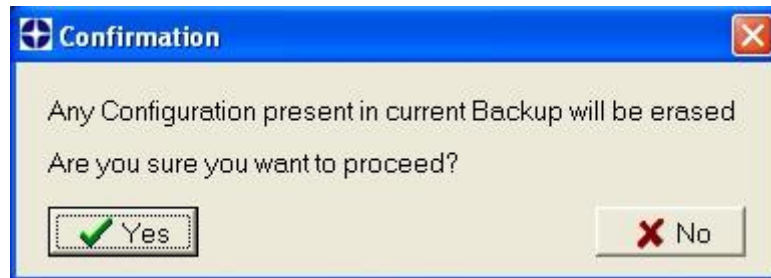 Confirmation
Any Configuration present in current Backup will be erased
Are you sure you want to proceed?
Yes
No